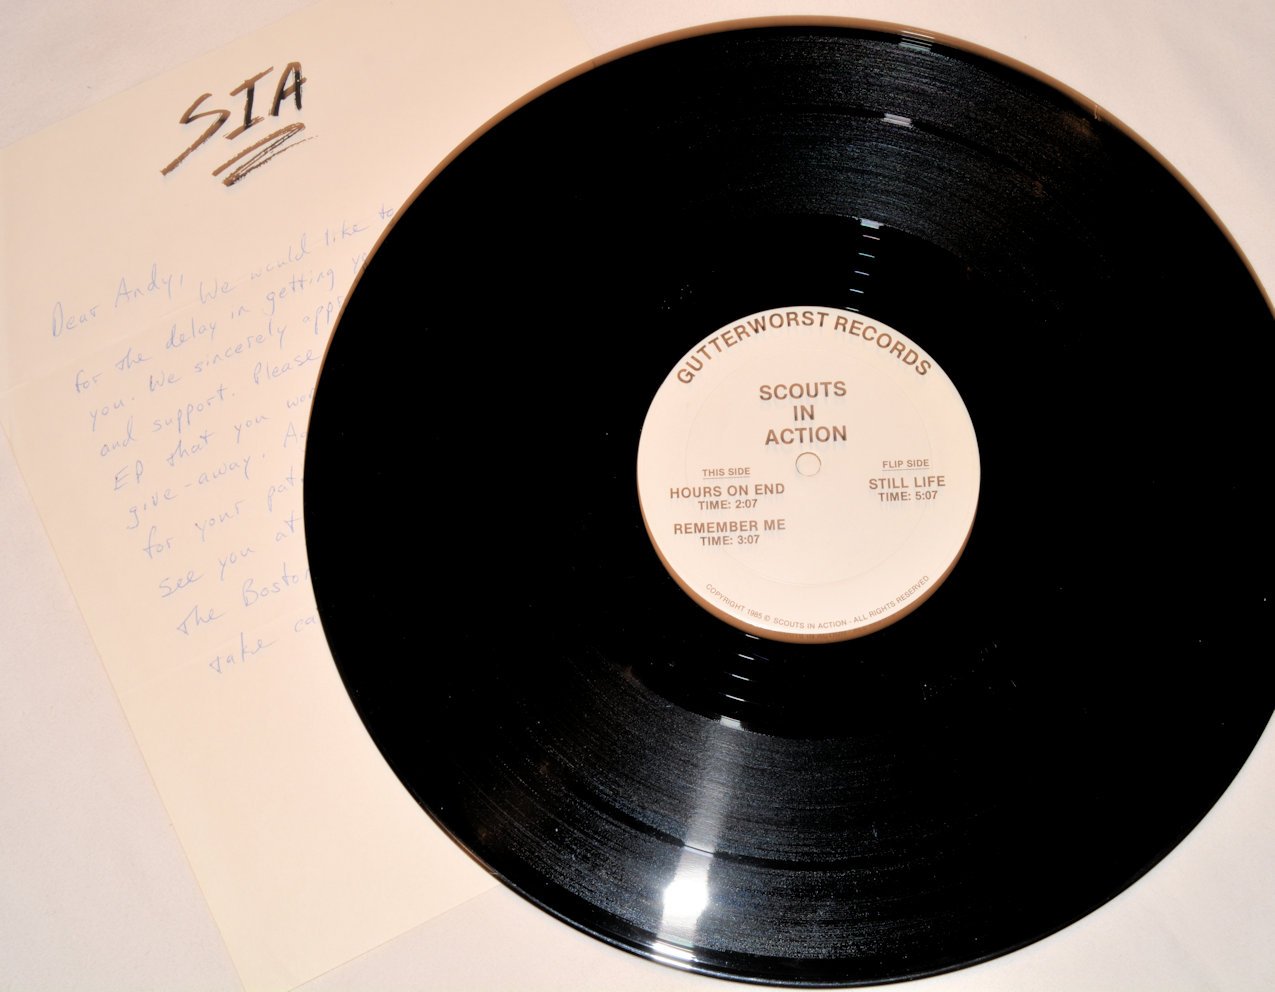 SIA
Dear Andy,
We would like to
for the delay in getting
you. We sincerely
and support. Please
EP that you
give-away.
for your
see you at
the Boston
take
GUTTERWORST RECORDS
SCOUTS
IN
ACTION
THIS SIDE
HOURS ON END
TIME: 2:07
REMEMBER ME
TIME: 3:07
FLIP SIDE
STILL LIFE
TIME: 5:07
COPYRIGHT 1985 © SCOUTS IN ACTION - ALL RIGHTS RESERVED